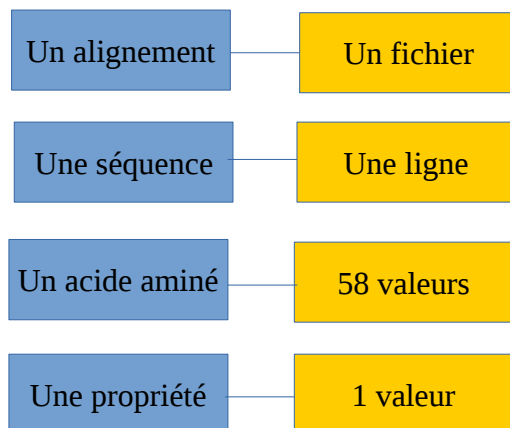 Un alignement Un fichier
Une séquence Une ligne
Un acide aminé 58 valeurs
Une propriété 1 valeur